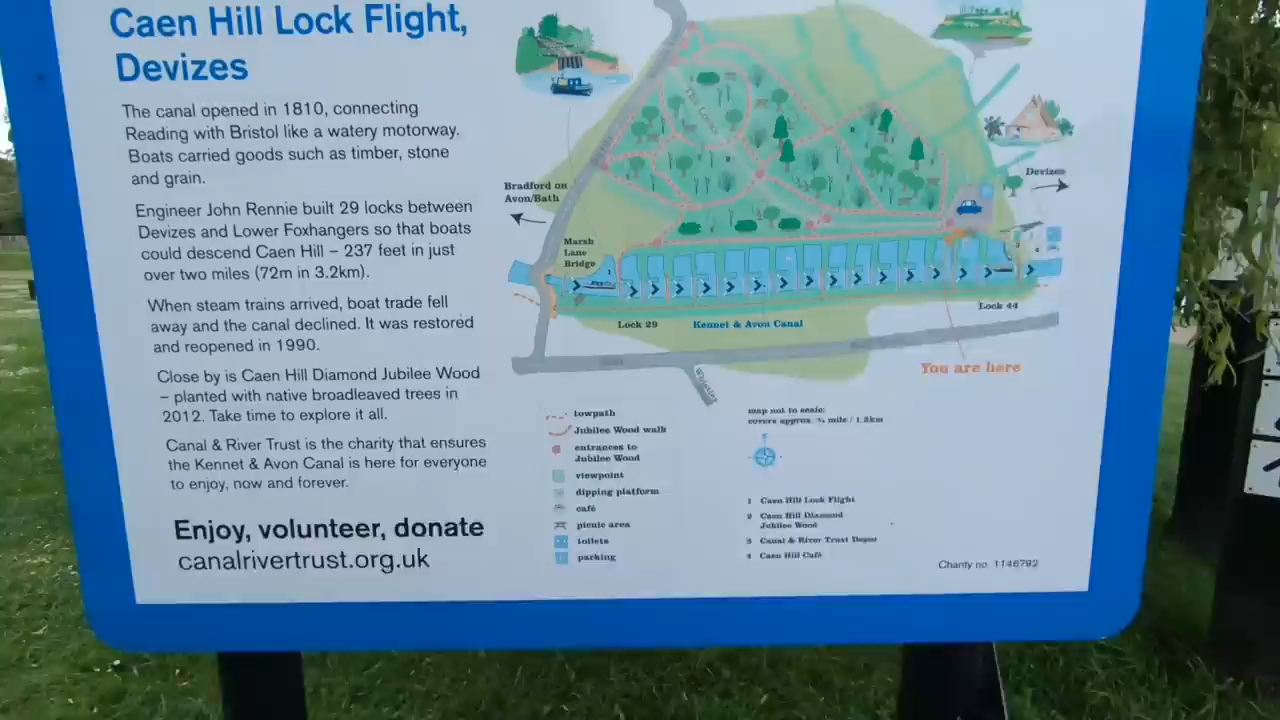 Caen Hill Lock Flight,
Devizes
The canal opened in 1810, connecting
Reading with Bristol like a watery motorway.
Boats carried goods such as timber, stone
and grain.
Engineer John Rennie built 29 locks between
Devizes and Lower Foxhangers so that boats
could descend Caen Hill – 237 feet in just
over two miles (72m in 3.2km).
When steam trains arrived, boat trade fell
away and the canal declined. It was restored
and reopened in 1990.
Close by is Caen Hill Diamond Jubilee Wood
– planted with native broadleaved trees in
2012. Take time to explore it all.
Canal & River Trust is the charity that ensures
the Kennet & Avon Canal is here for everyone
to enjoy, now and forever.
Enjoy, volunteer, donate
canalrivertrust.org.uk
Bradford on
Avon/Bath
Devizes
Marsh
Lane
Bridge
Lock 29
Kennet & Avon Canal
Lock 44
You are here
towpath
Jubilee Wood walk
entrances to
Jubilee Wood
viewpoint
dipping platform
café
picnic area
toilets
parking
map not to scale:
covers approx. ¾ mile / 1.2km
1 Caen Hill Lock Flight
2 Caen Hill Diamond
Jubilee Wood
3 Canal & River Trust Depot
4 Caen Hill Café
Charity no. 1146792